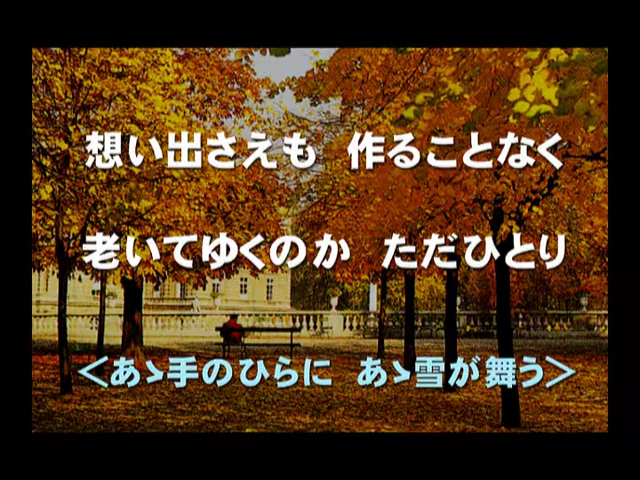 想い出さえも 作ることなく
老いてゆくのか ただひとり
＜あゝ手のひらに あゝ雪が舞う＞